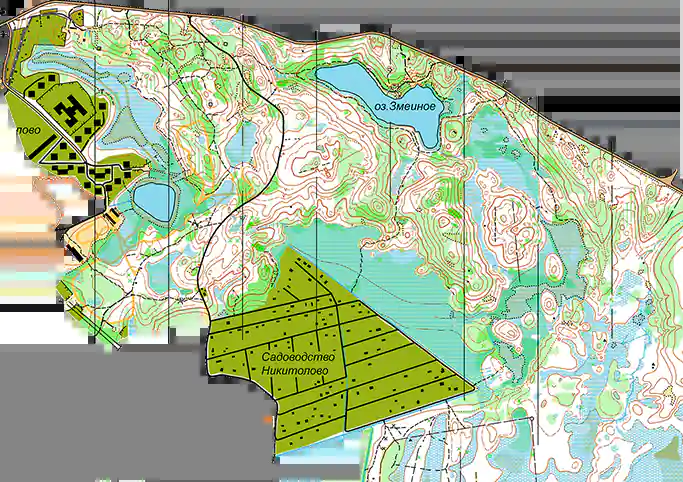 оз.Змеиное
лово
Садоводство
Никитолово